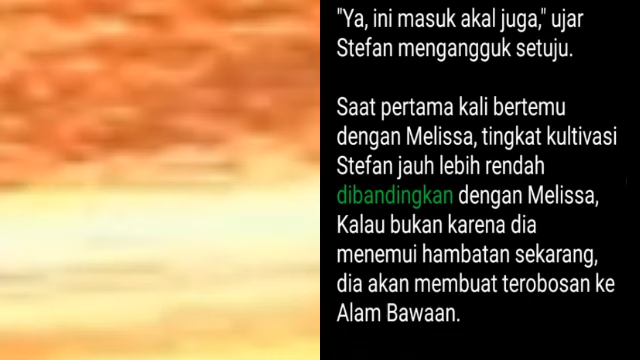 "Ya, ini masuk akal juga," ujar
Stefan mengangguk setuju.
Saat pertama kali bertemu
dengan Melissa, tingkat kultivasi
Stefan jauh lebih rendah
dibandingkan dengan Melissa,
Kalau bukan karena dia
menemui hambatan sekarang,
dia akan membuat terobosan ke
Alam Bawaan.